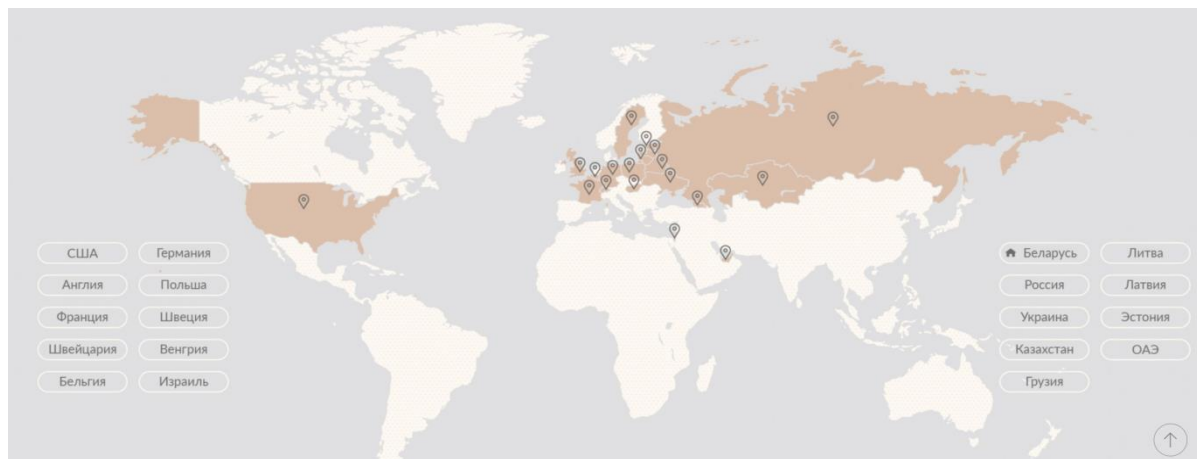 США Германия
Англия Польша
Франция Швеция
Швейцария Венгрия
Бельгия Израиль
Беларусь Литва
Россия Латвия
Украина Эстония
Казахстан ОАЭ
Грузия